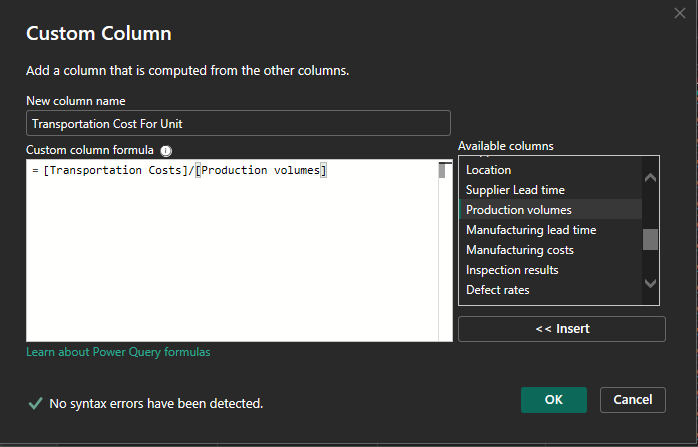 Custom Column
Add a column that is computed from the other columns.
New column name
Transportation Cost For Unit
Custom column formula
Available columns
= [Transportation Costs]/[Production volumes]
Location
Supplier Lead time
Production volumes
Manufacturing lead time
Manufacturing costs
Inspection results
Defect rates
<< Insert
Learn about Power Query formulas
No syntax errors have been detected.
OK
Cancel